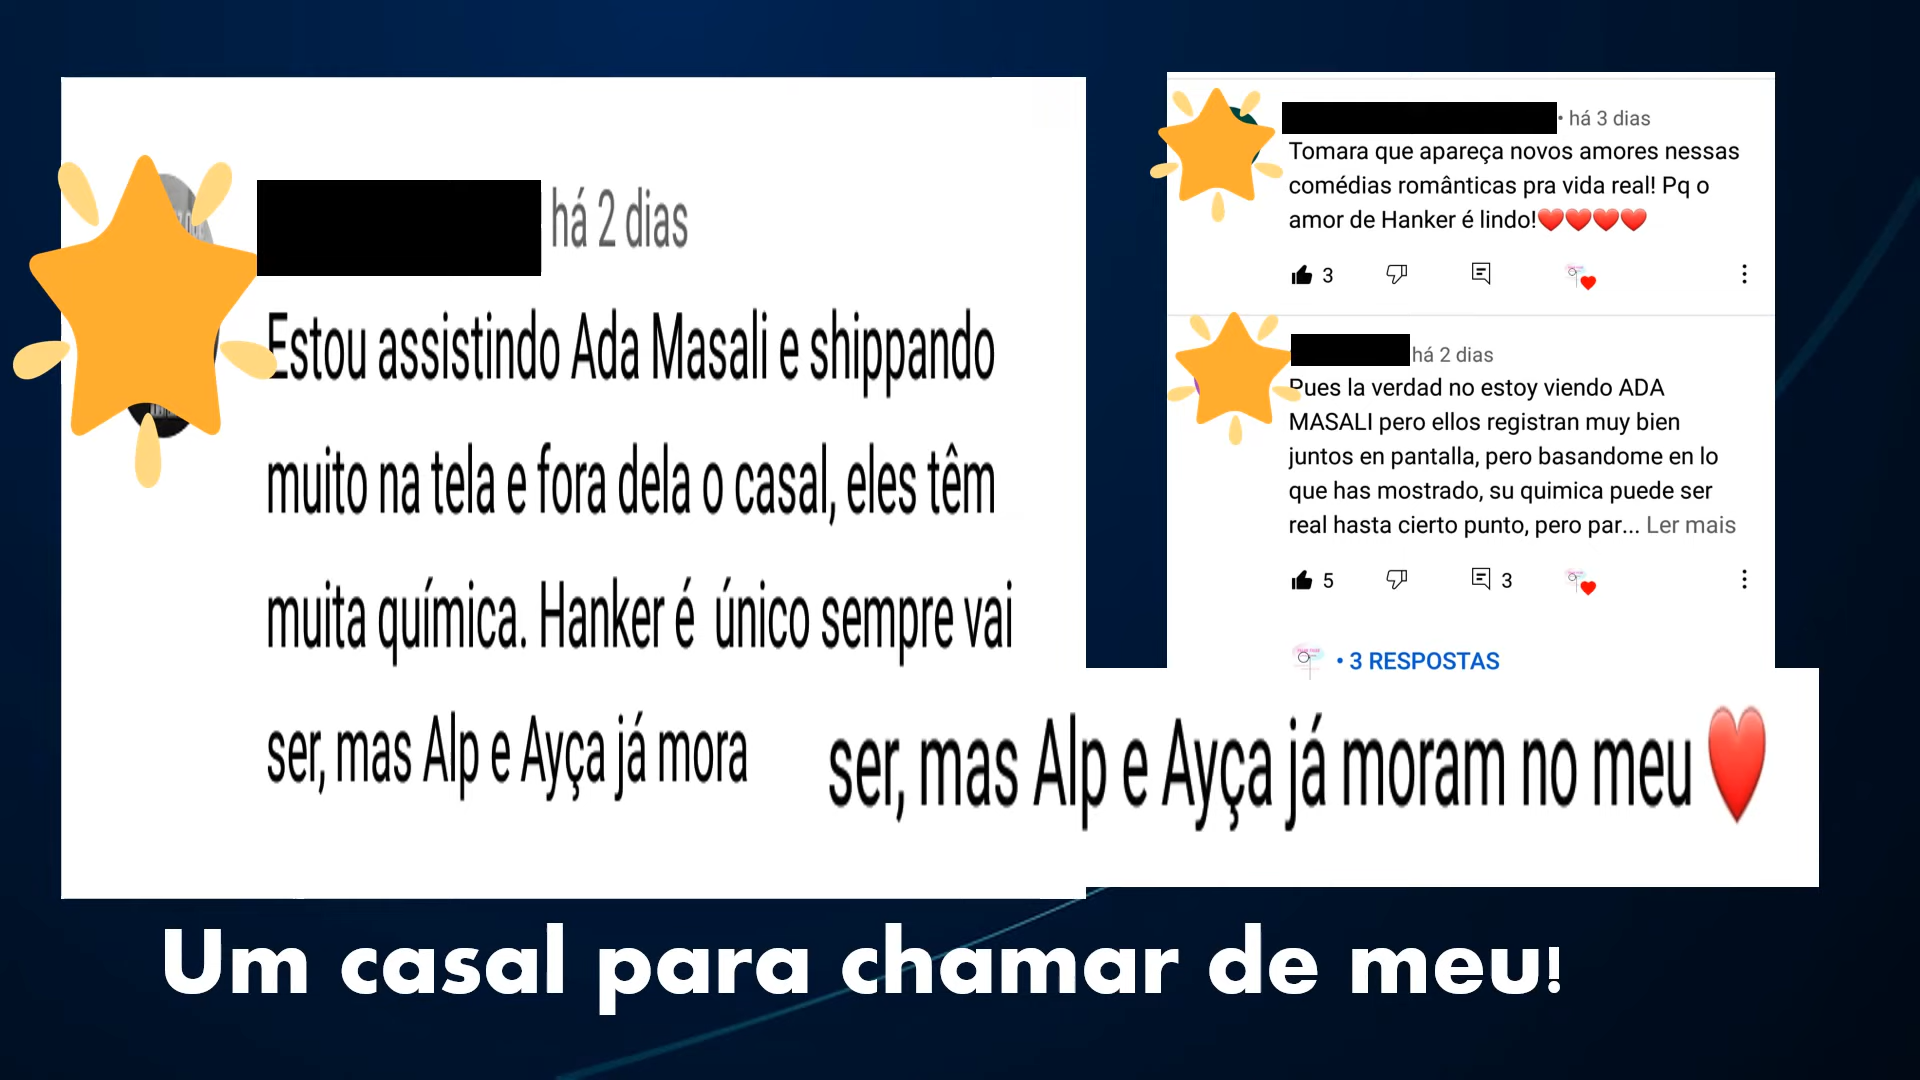 há 2 dias
Estou assistindo Ada Masali e shippando
muito na tela e fora dela o casal, eles têm
muita química. Hanker é único sempre vai
ser, mas Alp e Ayça já mora
ser, mas Alp e Ayça já moram no meu❤️
• há 3 dias
Tomara que apareça novos amores nessas
comédias românticas pra vida real! Pq o
amor de Hanker é lindo!❤️❤️❤️❤️
3
há 2 dias
Pues la verdad no estoy viendo ADA
MASALI pero ellos registran muy bien
juntos en pantalla, pero basandome en lo
que has mostrado, su quimica puede ser
real hasta cierto punto, pero par... Ler mais
5 3
• 3 RESPOSTAS
Um casal para chamar de meu!